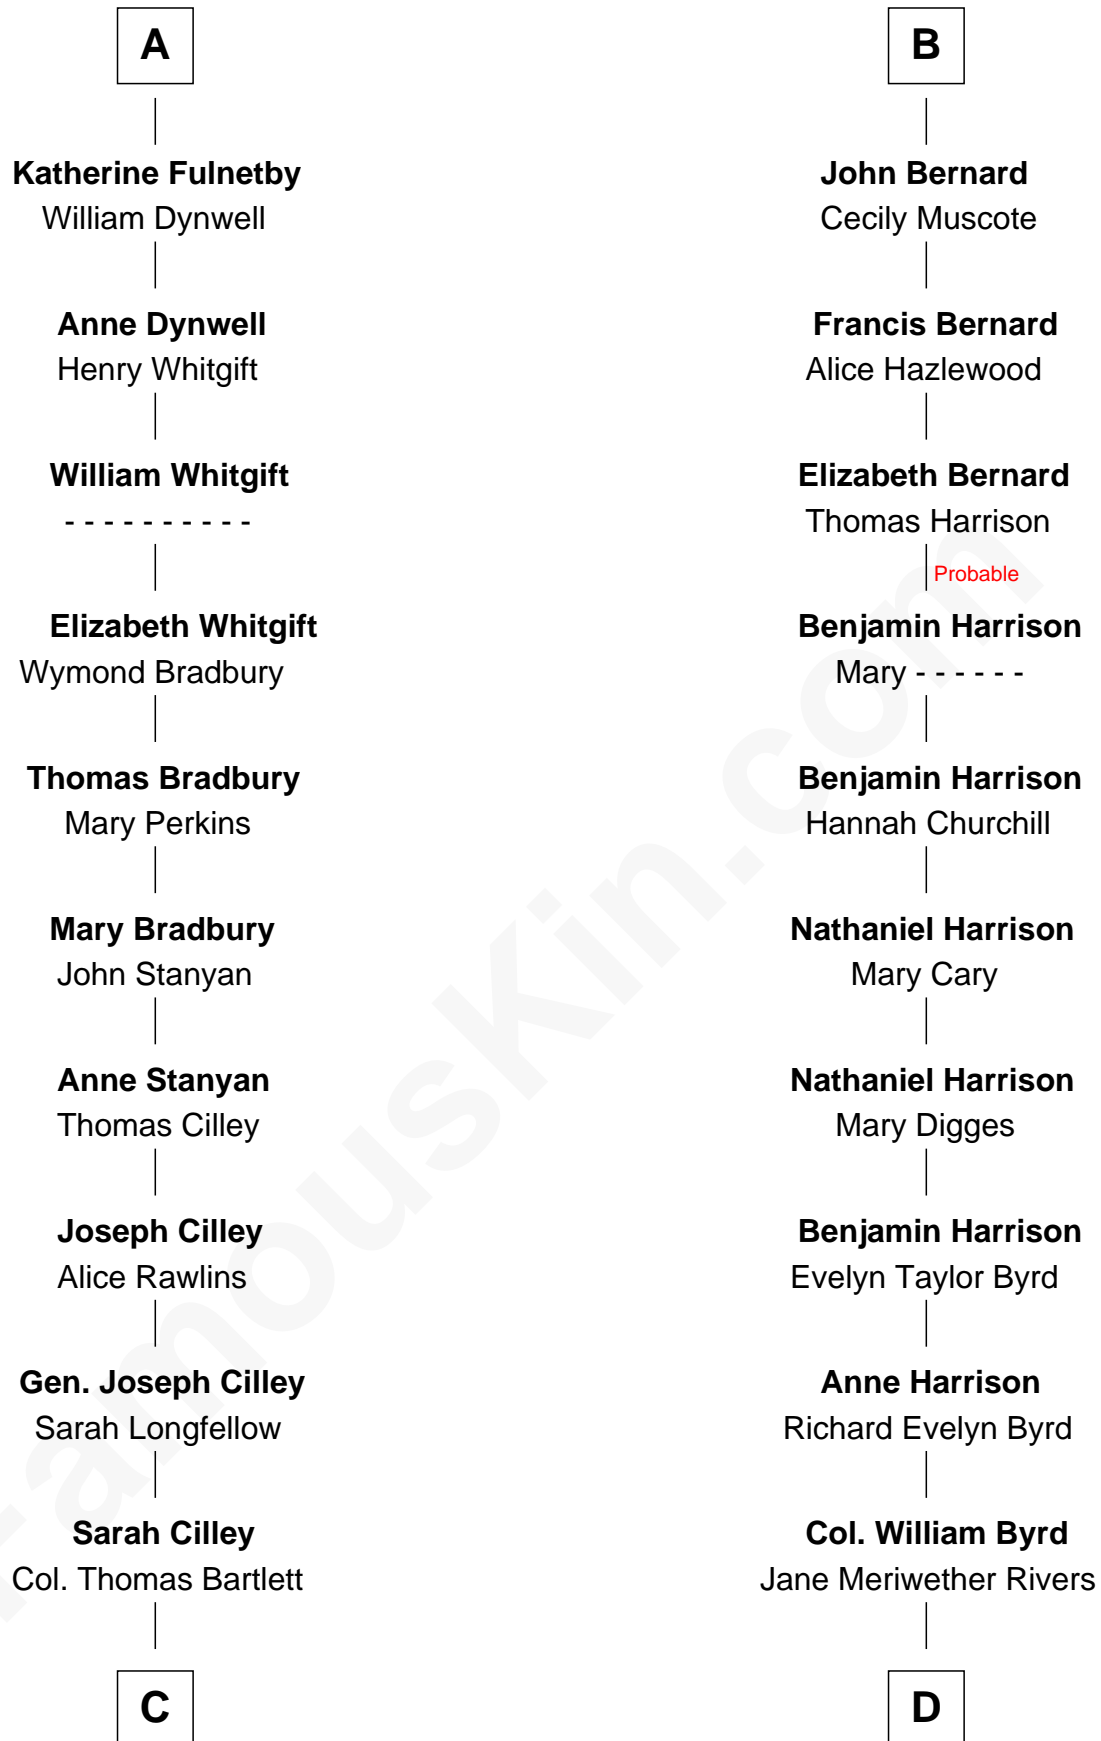 A
Katherine Fulnetby
William Dynwell
Anne Dynwell
Henry Whitgift
William Whitgift
- - - - - - - - - -
Elizabeth Whitgift
Wymond Bradbury
Thomas Bradbury
Mary Perkins
Mary Bradbury
John Stanyan
Anne Stanyan
Thomas Cilley
Joseph Cilley
Alice Rawlins
Gen. Joseph Cilley
Sarah Longfellow
Sarah Cilley
Col. Thomas Bartlett
C
B
John Bernard
Cecily Muscote
Francis Bernard
Alice Hazlewood
Elizabeth Bernard
Thomas Harrison
Probable
Benjamin Harrison
Mary - - - - - -
Benjamin Harrison
Hannah Churchill
Nathaniel Harrison
Mary Cary
Nathaniel Harrison
Mary Digges
Benjamin Harrison
Evelyn Taylor Byrd
Anne Harrison
Richard Evelyn Byrd
Col. William Byrd
Jane Meriwether Rivers
D
FamousKin.com